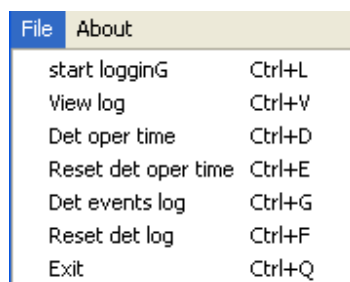 File About
start logginG Ctrl+L
View log Ctrl+V
Det oper time Ctrl+D
Reset det oper time Ctrl+E
Det events log Ctrl+G
Reset det log Ctrl+F
Exit Ctrl+Q